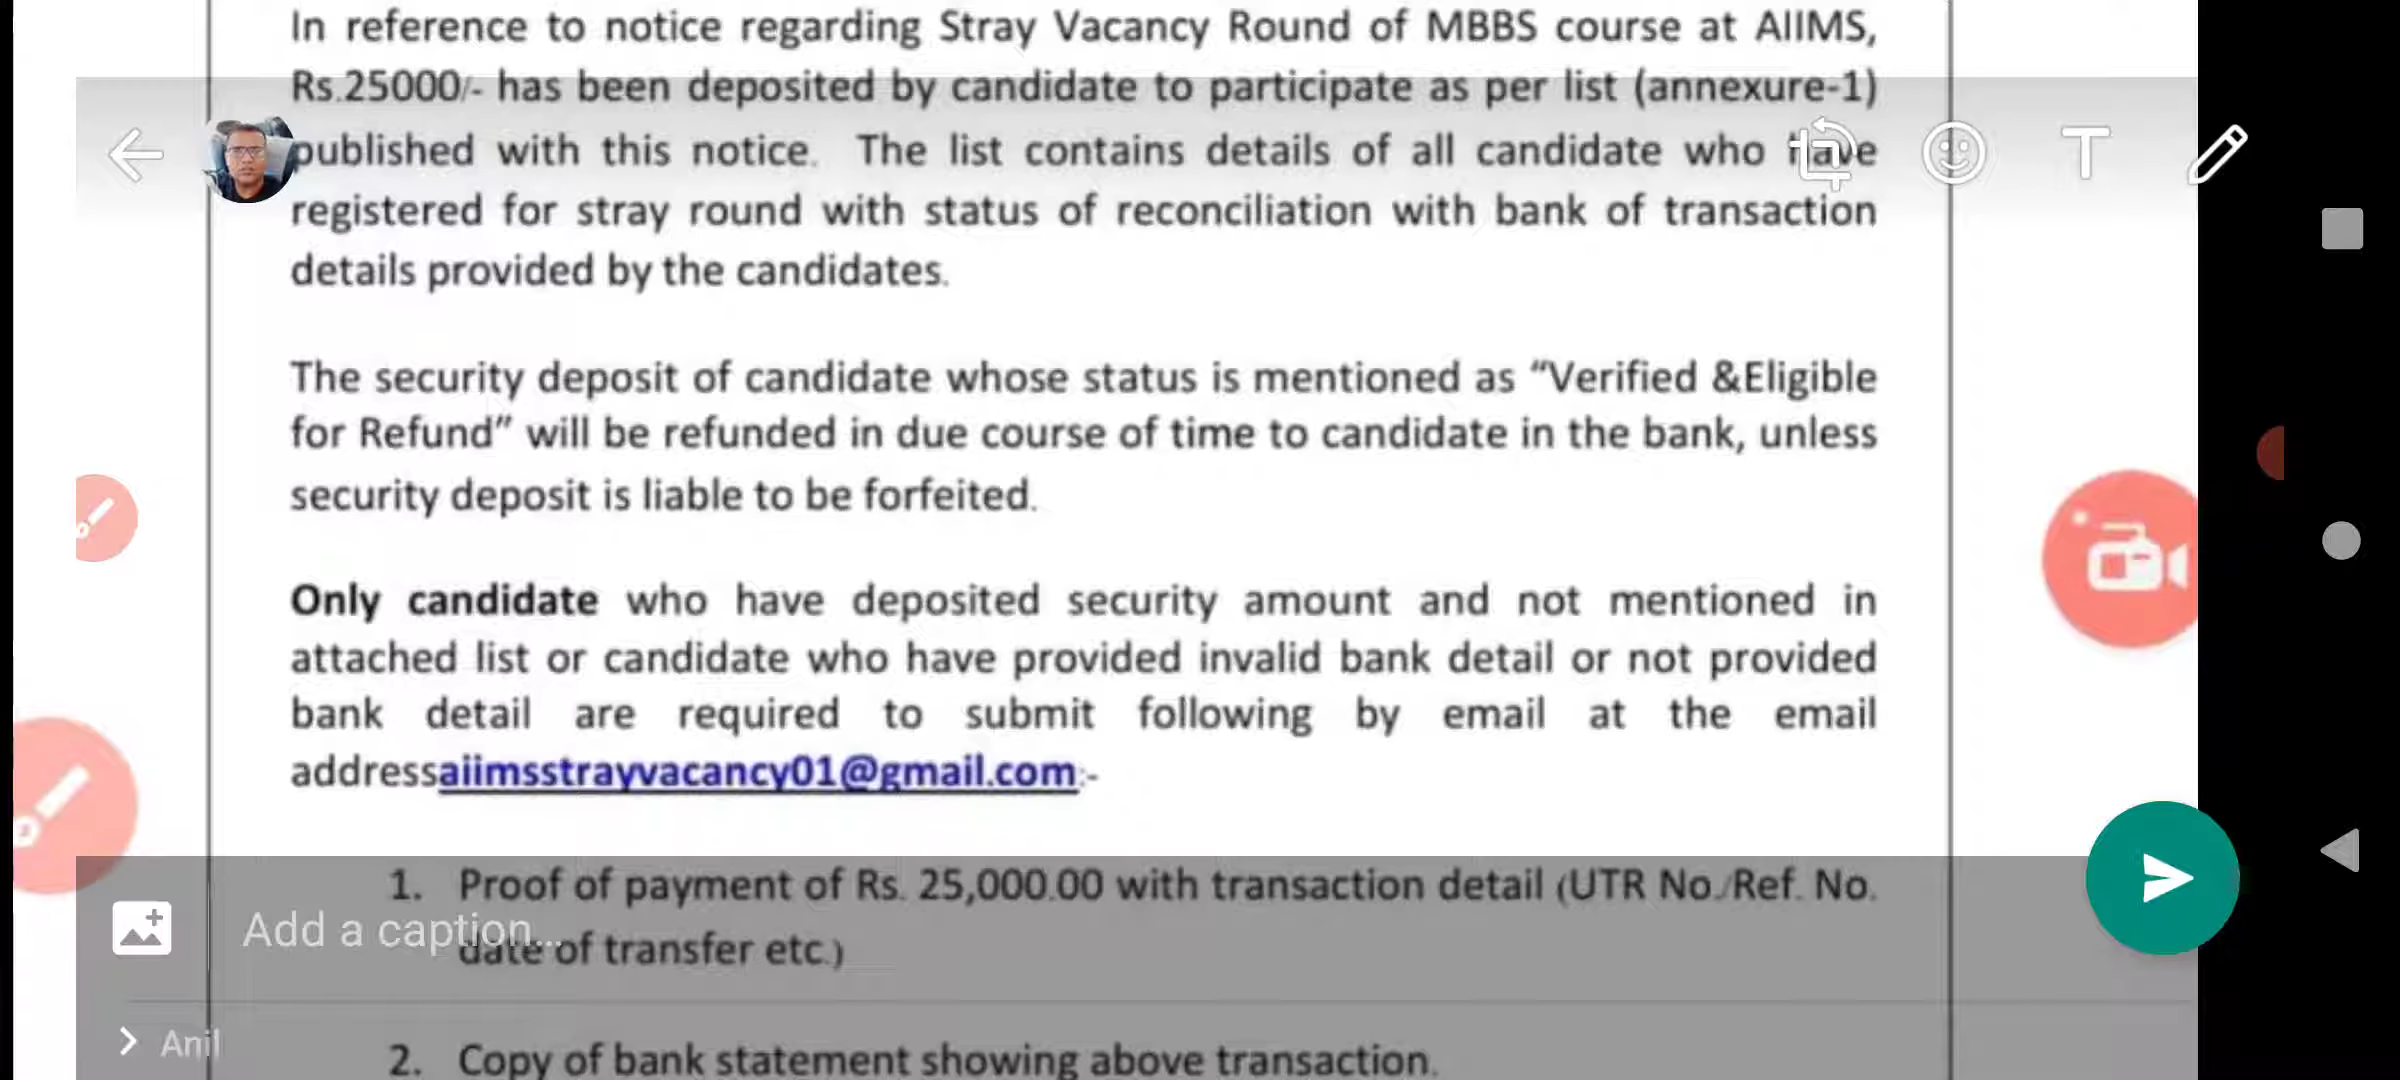 In reference to notice regarding Stray Vacancy Round of MBBS course at AIIMS,
Rs.25000/- has been deposited by candidate to participate as per list (annexure-1)
published with this notice. The list contains details of all candidate who have
registered for stray round with status of reconciliation with bank of transaction
details provided by the candidates.
The security deposit of candidate whose status is mentioned as “Verified &Eligible
for Refund” will be refunded in due course of time to candidate in the bank, unless
security deposit is liable to be forfeited.
Only candidate who have deposited security amount and not mentioned in
attached list or candidate who have provided invalid bank detail or not provided
bank detail are required to submit following by email at the email
addressaiimsstrayvacancy01@gmail.com:-
1. Proof of payment of Rs. 25,000.00 with transaction detail (UTR No./Ref. No.
Add a caption...
date of transfer etc.)
Anil
2. Copy of bank statement showing above transaction.
T